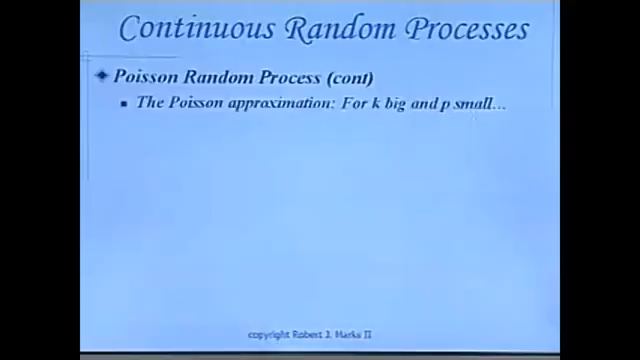 Continuous Random Processes
Poisson Random Process (cont)
The Poisson approximation: For k big and p small...
copyright Robert J. Marks II